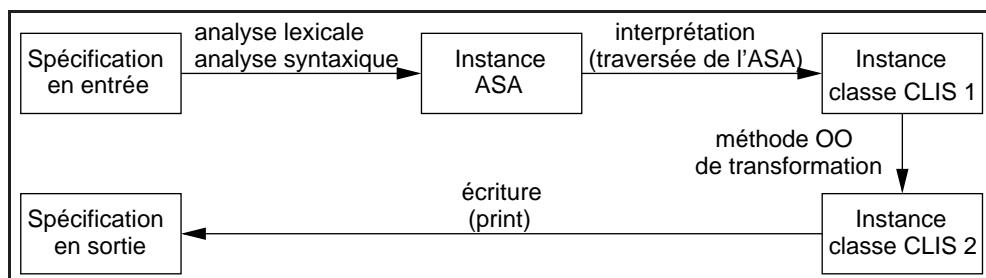 Spécification
en entrée
analyse lexicale
analyse syntaxique
Instance
ASA
interprétation
(traversée de l'ASA)
Instance
classe CLIS 1
méthode OO
de transformation
Spécification
en sortie
écriture
(print)
Instance
classe CLIS 2